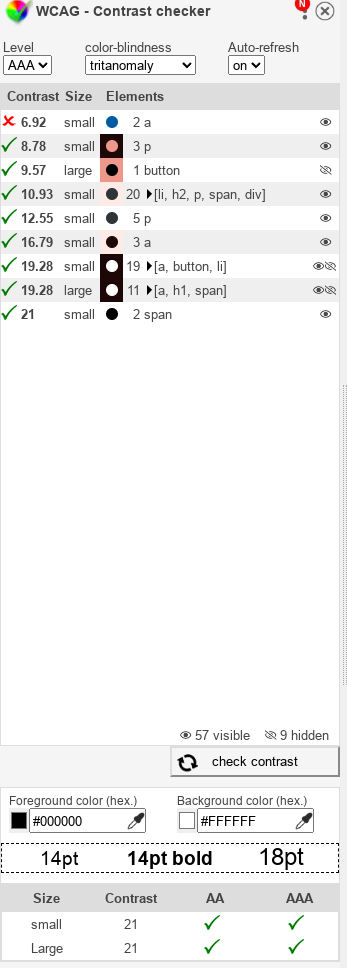 WCAG - Contrast checker
N
Level color-blindness Auto-refresh
AAA tritanomaly on
Contrast Size Elements
6.92 small 2 a
8.78 small 3 p
9.57 large 1 button
10.93 small 20 [li, h2, p, span, div]
12.55 small 5 p
16.79 small 3 a
19.28 small 19 [a, button, li]
19.28 large 11 [a, h1, span]
21 small 2 span
57 visible 9 hidden
check contrast
Foreground color (hex.) Background color (hex.)
#000000 #FFFFFF
14pt 14pt bold 18pt
Size Contrast AA AAA
small 21
Large 21